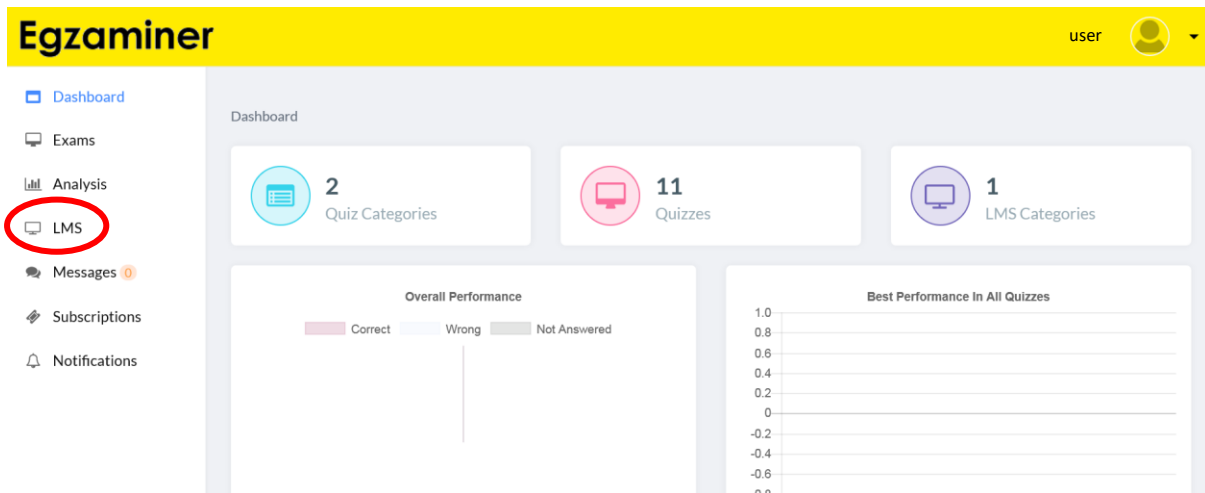 Egzaminer
user
Dashboard
Exams
Analysis
LMS
Messages 0
Subscriptions
Notifications
Dashboard
2
Quiz Categories
11
Quizzes
1
LMS Categories
Overall Performance
Correct Wrong Not Answered
Best Performance In All Quizzes
1.0
0.8
0.6
0.4
0.2
0
-0.2
-0.4
-0.6
-0.8